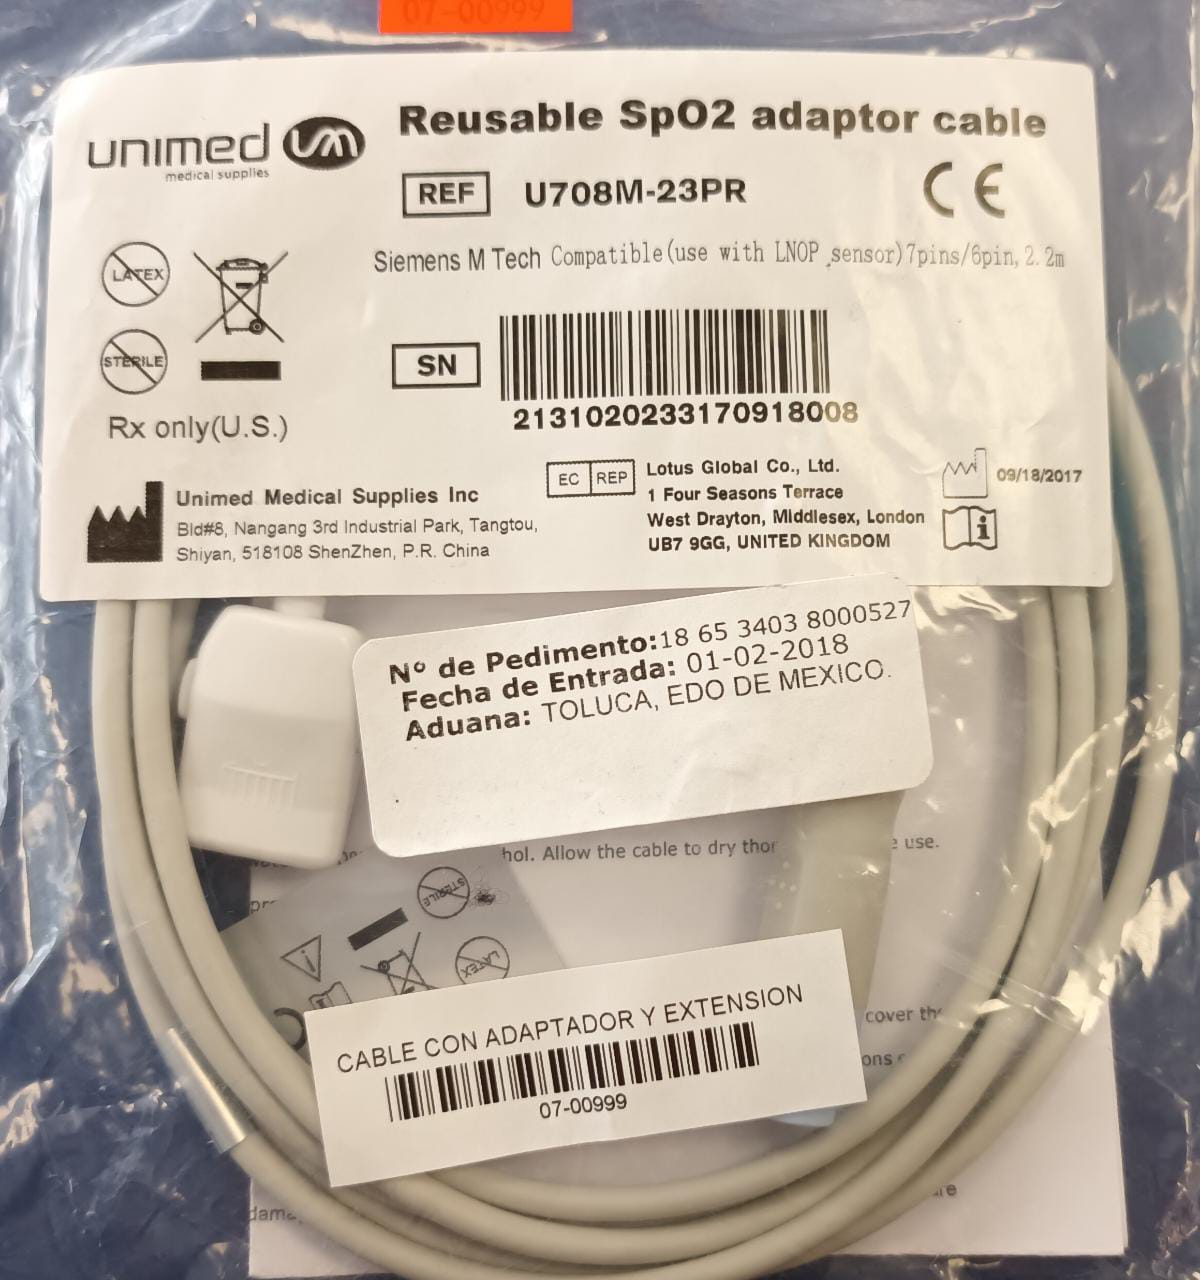 07-00999
unimed
medical supplies
Reusable SpO2 adaptor cable
REF U708M-23PR
CE
Siemens M Tech Compatible(use with LNOP sensor)7pins/6pin, 2.2m
LATEX
STERILE
SN
2131020233170918008
Rx only(U.S.)
Unimed Medical Supplies Inc
Bld#8, Nangang 3rd Industrial Park, Tangtou,
Shiyan, 518108 ShenZhen, P.R. China
EC REP
Lotus Global Co., Ltd.
1 Four Seasons Terrace
West Drayton, Middlesex, London
UB7 9GG, UNITED KINGDOM
09/18/2017
Nº de Pedimento:18 65 3403 8000527
Fecha de Entrada: 01-02-2018
Aduana: TOLUCA, EDO DE MEXICO.
hol. Allow the cable to dry
use.
STERILE
LATEX
cover
CABLE CON ADAPTADOR Y EXTENSION
07-00999